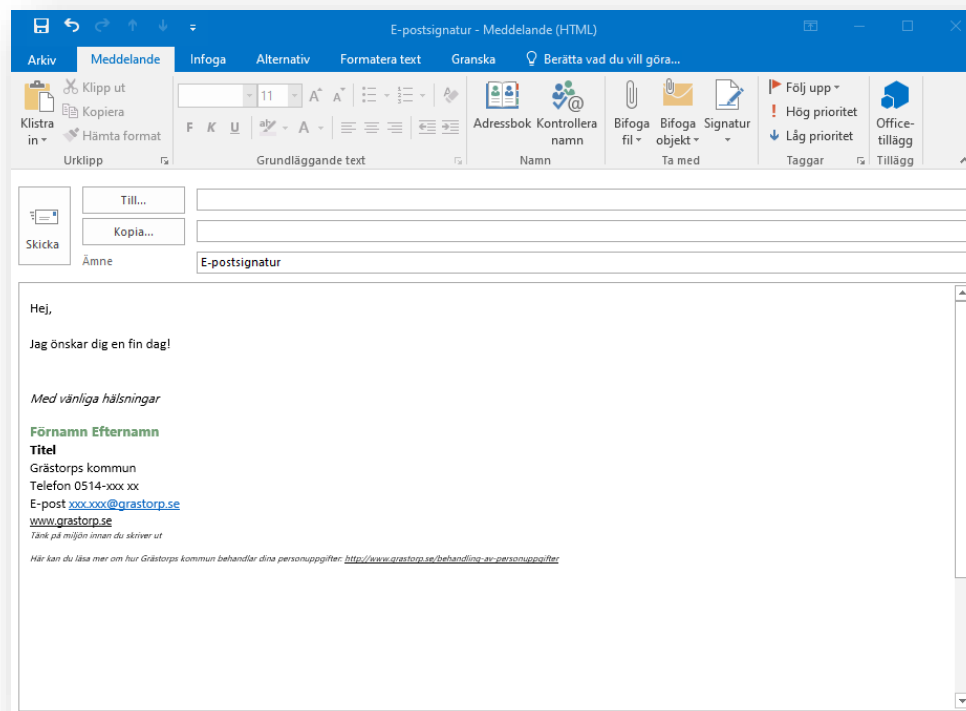 E-postsignatur - Meddelande (HTML)
Arkiv Meddelande Infoga Alternativ Formatera text Granska Berätta vad du vill göra...
Klistra in
Klipp ut
Kopiera
Hämta format
Urklipp
11 A A
F K U aby A
Grundläggande text
Adressbok Kontrollera namn
Namn
Bifoga fil Bifoga objekt Signatur
Ta med
Följ upp
Hög prioritet
Låg prioritet
Taggar
Office-tillägg
Tillägg
Skicka
Till...
Kopia...
Ämne E-postsignatur
Hej,
Jag önskar dig en fin dag!
Med vänliga hälsningar
Förnamn Efternamn
Titel
Grästorps kommun
Telefon 0514-xxx xx
E-post xxx.xxx@grastorp.se
www.grastorp.se
Tänk på miljön innan du skriver ut
Här kan du läsa mer om hur Grästorps kommun behandlar dina personuppgifter: http://www.grastorp.se/behandling-av-personuppgifter